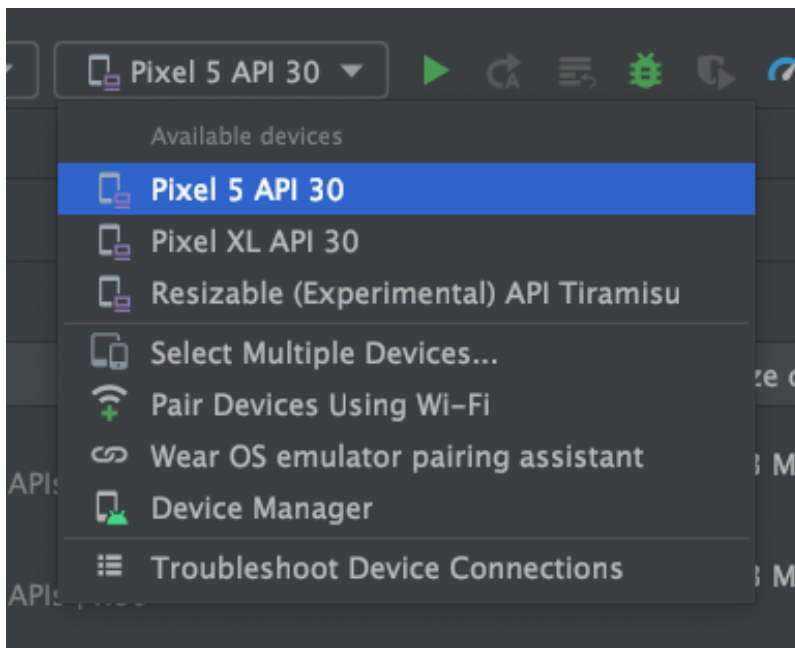 Pixel 5 API 30
Available devices
Pixel 5 API 30
Pixel XL API 30
Resizable (Experimental) API Tiramisu
Select Multiple Devices...
Pair Devices Using Wi-Fi
Wear OS emulator pairing assistant
Device Manager
Troubleshoot Device Connections